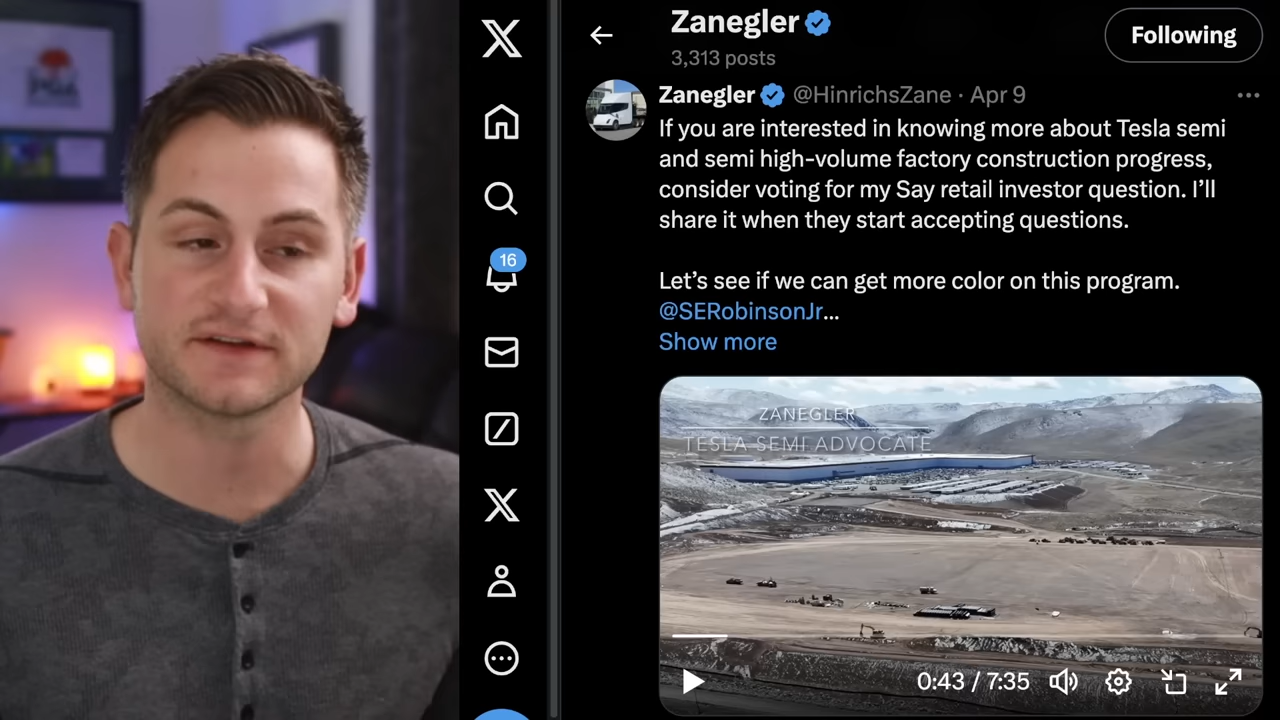 PGA
Zanegler
3,313 posts
Following
Zanegler @HinrichsZane · Apr 9
If you are interested in knowing more about Tesla semi
and semi high-volume factory construction progress,
consider voting for my Say retail investor question. I’ll
share it when they start accepting questions.
Let’s see if we can get more color on this program.
@SERobinsonJr...
Show more
ZANEGLER
TESLA SEMI ADVOCATE
0:43 / 7:35
16